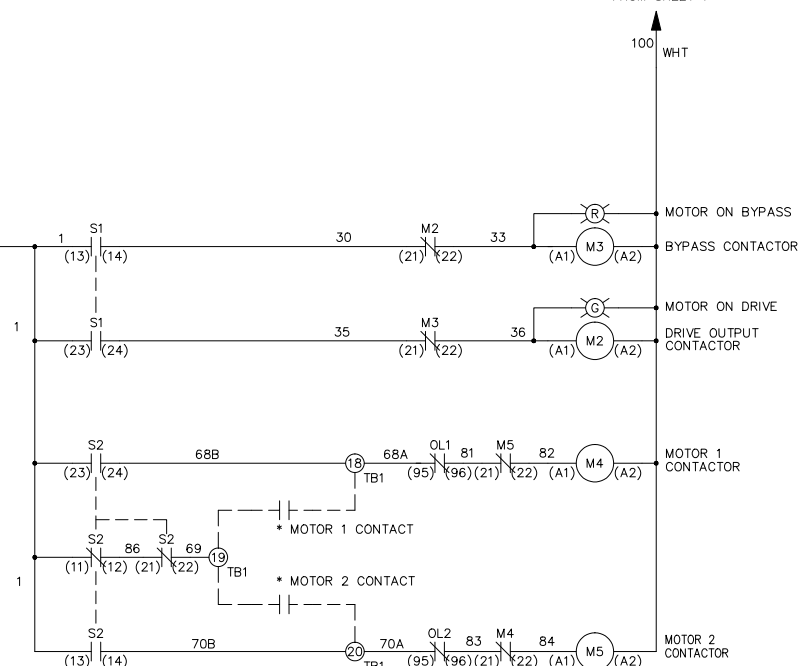 100
WHT
MOTOR ON BYPASS
R
S1
1
30
M2
33
M3
BYPASS CONTACTOR
(13) (14)
(21) (22)
(A1) (A2)
MOTOR ON DRIVE
G
1
S1
35
M3
36
M2
DRIVE OUTPUT
CONTACTOR
(23) (24)
(21) (22)
(A1) (A2)
S2
68B
18
68A
OL1
81
M5
82
M4
MOTOR 1
CONTACTOR
(23) (24)
TB1
(95) (96) (21) (22)
(A1) (A2)
* MOTOR 1 CONTACT
S2
86
S2
69
19
(11) (12)
(21) (22)
TB1
1
* MOTOR 2 CONTACT
S2
70B
20
70A
OL2
83
M4
84
M5
MOTOR 2
CONTACTOR
(13) (14)
TB1
(95) (96) (21) (22)
(A1) (A2)